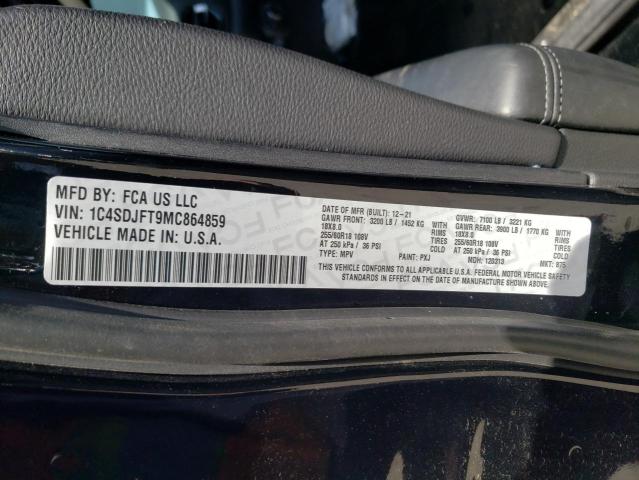 MFD BY: FCA US LLC
VIN: 1C4SDJFT9MC864859
VEHICLE MADE IN: U.S.A.
DATE OF MFR (BUILT): 12-21 GVWR: 7100 LB / 3221 KG
GAWR FRONT: 3200 LB / 1452 KG GAWR REAR: 3900 LB / 1770 KG
18X8.0 RIMS 18X8.0 RIMS
255/60R18 108V TIRES 255/60R18 108V TIRES
AT 250 kPa / 36 PSI COLD AT 250 kPa / 36 PSI COLD
TYPE: MPV PAINT: PXJ MDH: 120213 MKT: 875
THIS VEHICLE CONFORMS TO ALL APPLICABLE U.S.A. FEDERAL MOTOR VEHICLE SAFETY
STANDARDS IN EFFECT ON THE DATE OF MANUFACTURE SHOWN ABOVE.